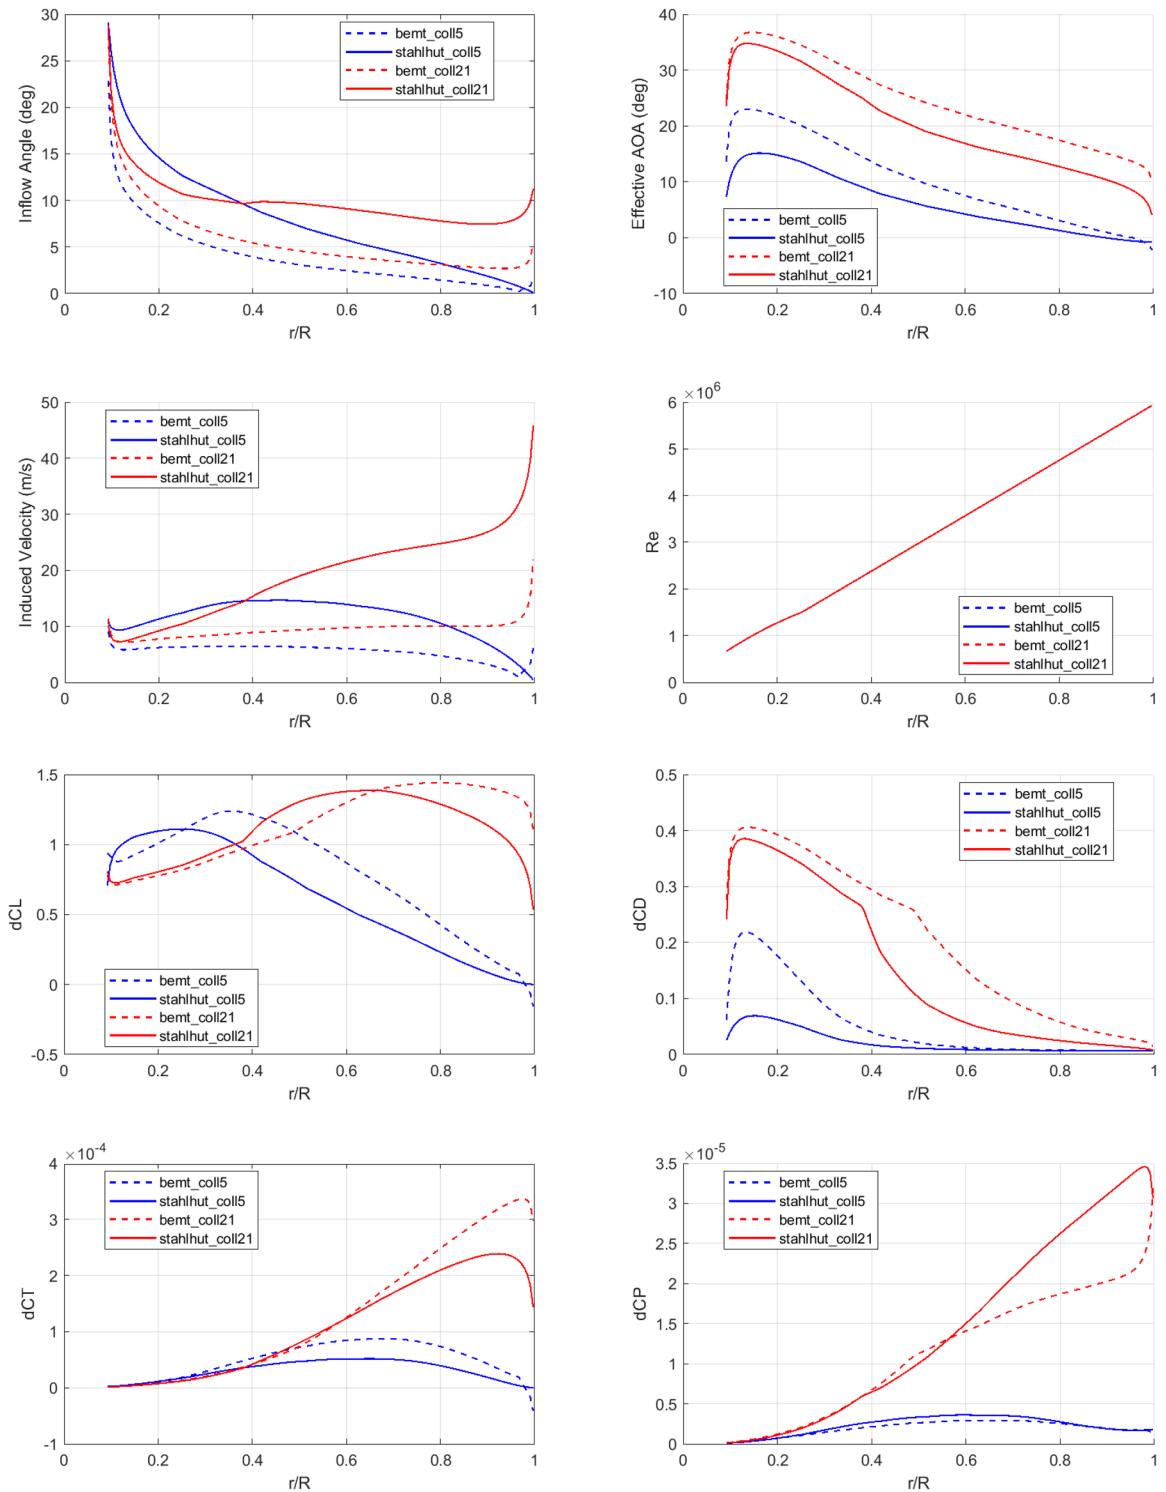 Inflow Angle (deg)
30
25
20
15
10
5
0
0
0.2
0.4
0.6
0.8
1
r/R
bemt_coll5
stahlhut_coll5
bemt_coll21
stahlhut_coll21
Effective AOA (deg)
40
30
20
10
0
-10
0
0.2
0.4
0.6
0.8
1
r/R
bemt_coll5
stahlhut_coll5
bemt_coll21
stahlhut_coll21
Induced Velocity (m/s)
50
40
30
20
10
0
0
0.2
0.4
0.6
0.8
1
r/R
bemt_coll5
stahlhut_coll5
bemt_coll21
stahlhut_coll21
×10⁶
Re
6
5
4
3
2
1
0
0
0.2
0.4
0.6
0.8
1
r/R
bemt_coll5
stahlhut_coll5
bemt_coll21
stahlhut_coll21
dCL
1.5
1
0.5
0
-0.5
0
0.2
0.4
0.6
0.8
1
r/R
bemt_coll5
stahlhut_coll5
bemt_coll21
stahlhut_coll21
dCD
0.5
0.4
0.3
0.2
0.1
0
0
0.2
0.4
0.6
0.8
1
r/R
bemt_coll5
stahlhut_coll5
bemt_coll21
stahlhut_coll21
×10⁻⁴
dCT
4
3
2
1
0
-1
0
0.2
0.4
0.6
0.8
1
r/R
bemt_coll5
stahlhut_coll5
bemt_coll21
stahlhut_coll21
×10⁻⁵
dCP
3.5
3
2.5
2
1.5
1
0.5
0
0
0.2
0.4
0.6
0.8
1
r/R
bemt_coll5
stahlhut_coll5
bemt_coll21
stahlhut_coll21